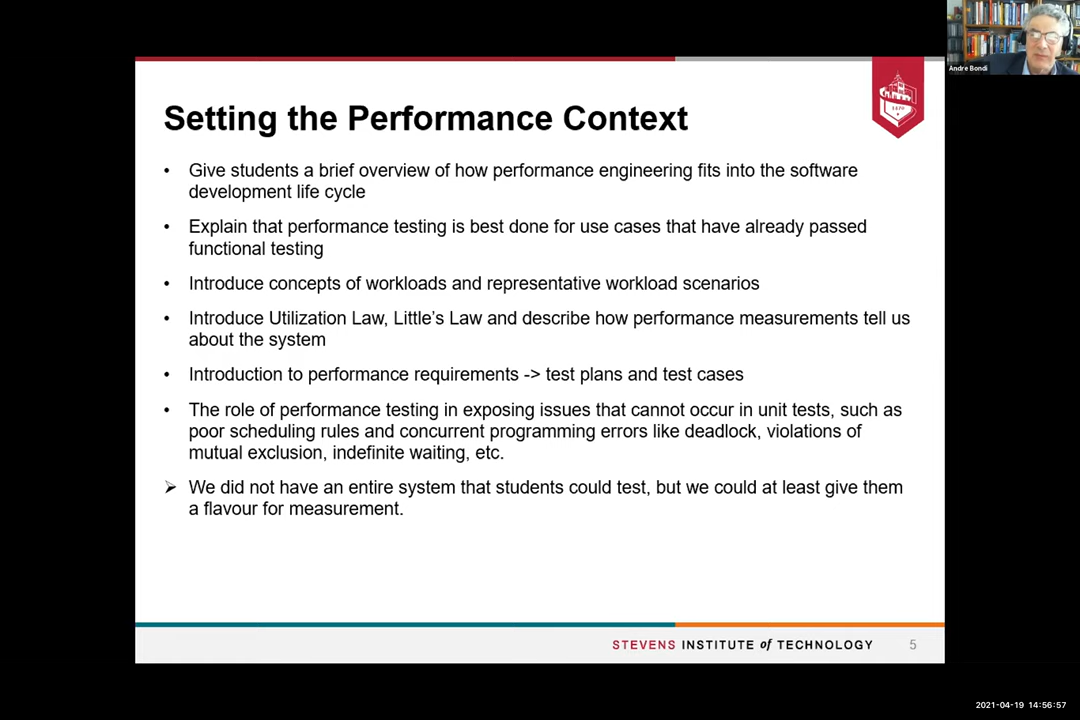 Andre Bondi
Setting the Performance Context
• Give students a brief overview of how performance engineering fits into the software
development life cycle
• Explain that performance testing is best done for use cases that have already passed
functional testing
• Introduce concepts of workloads and representative workload scenarios
• Introduce Utilization Law, Little's Law and describe how performance measurements tell us
about the system
• Introduction to performance requirements -> test plans and test cases
• The role of performance testing in exposing issues that cannot occur in unit tests, such as
poor scheduling rules and concurrent programming errors like deadlock, violations of
mutual exclusion, indefinite waiting, etc.
➢ We did not have an entire system that students could test, but we could at least give them
a flavour for measurement.
STEVENS INSTITUTE of TECHNOLOGY 5
2021-04-19 14:56:57